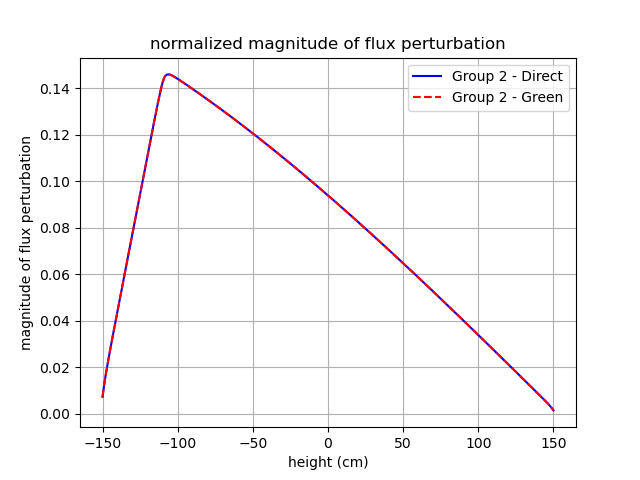 normalized magnitude of flux perturbation
Group 2 - Direct
Group 2 - Green
magnitude of flux perturbation
0.14
0.12
0.10
0.08
0.06
0.04
0.02
0.00
−150 −100 −50 0 50 100 150
height (cm)